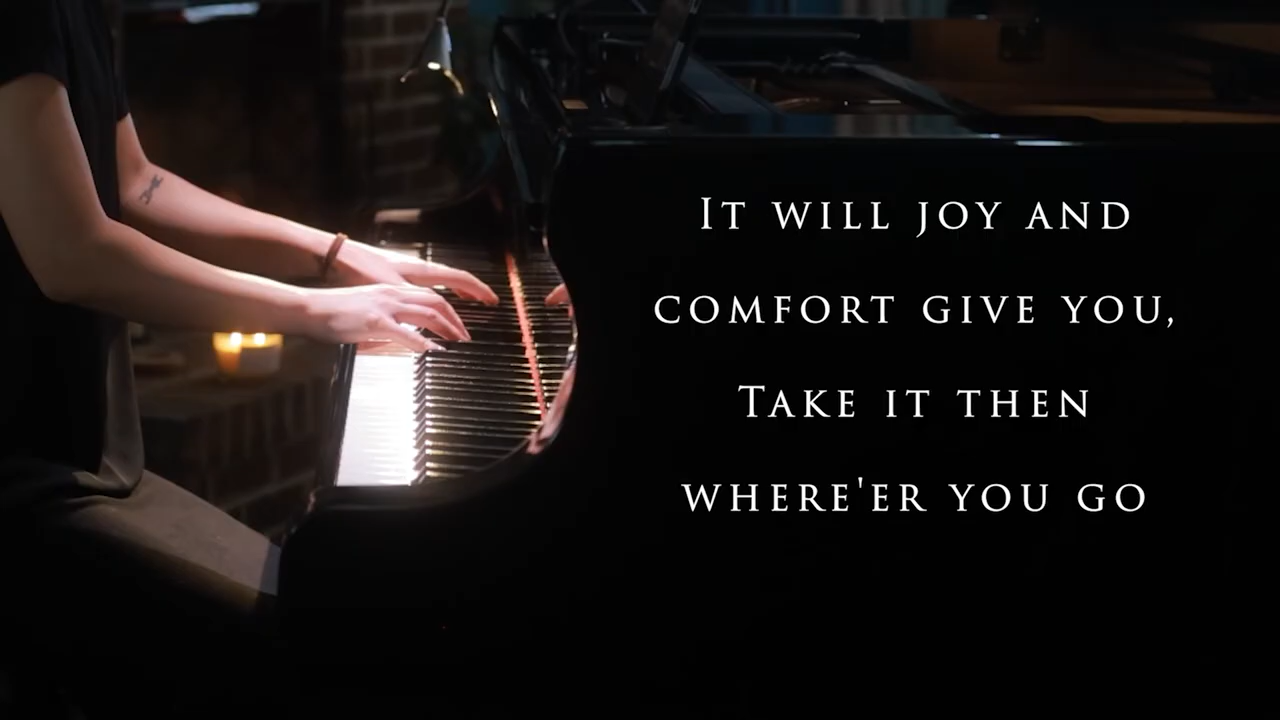 It will joy and
comfort give you,
Take it then
where'er you go